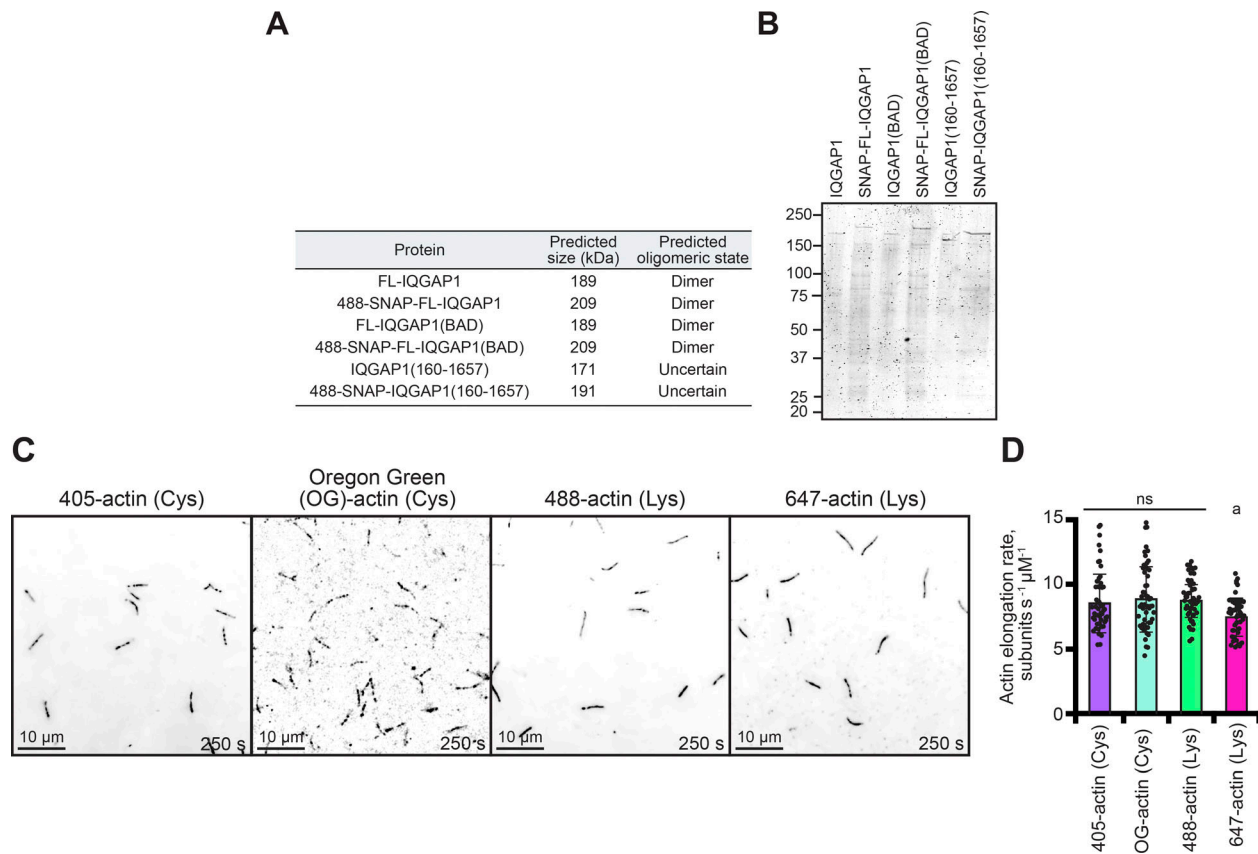 A
Protein Predicted size (kDa) Predicted oligomeric state
FL-IQGAP1 189 Dimer
488-SNAP-FL-IQGAP1 209 Dimer
FL-IQGAP1(BAD) 189 Dimer
488-SNAP-FL-IQGAP1(BAD) 209 Dimer
IQGAP1(160-1657) 171 Uncertain
488-SNAP-IQGAP1(160-1657) 191 Uncertain
B
IQGAP1
SNAP-FL-IQGAP1
IQGAP1(BAD)
SNAP-FL-IQGAP1(BAD)
IQGAP1(160-1657)
SNAP-IQGAP1(160-1657)
250
150
100
75
50
37
25
20
C
405-actin (Cys)
10 µm
250 s
Oregon Green
(OG)-actin (Cys)
10 µm
250 s
488-actin (Lys)
10 µm
250 s
647-actin (Lys)
10 µm
250 s
D
ns
a
Actin elongation rate,
subunits s⁻¹ µM⁻¹
15
10
5
0
405-actin (Cys)
OG-actin (Cys)
488-actin (Lys)
647-actin (Lys)